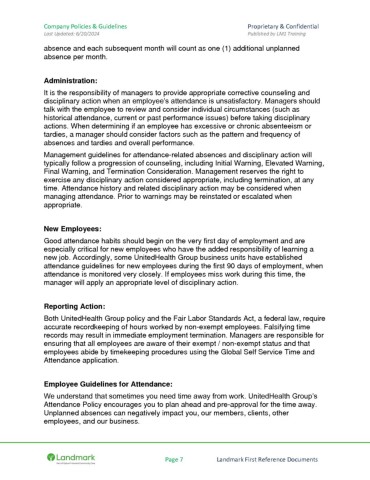 Company Policies & Guidelines Proprietary & Confidential
Last Updated: 6/20/2024 Published by LMS Training
absence and each subsequent month will count as one (1) additional unplanned
absence per month.
Administration:
It is the responsibility of managers to provide appropriate corrective counseling and
disciplinary action when an employee's attendance is unsatisfactory. Managers should
talk with the employee to review and consider individual circumstances (such as
historical attendance, current or past performance issues) before taking disciplinary
actions. When determining if an employee has excessive or chronic absenteeism or
tardies, a manager should consider factors such as the pattern and frequency of
absences and tardies and overall performance.
Management guidelines for attendance-related absences and disciplinary action will
typically follow a progression of counseling, including Initial Warning, Elevated Warning,
Final Warning, and Termination Consideration. Management reserves the right to
exercise any disciplinary action considered appropriate, including termination, at any
time. Attendance history and related disciplinary action may be considered when
managing attendance. Prior to warnings may be reinstated or escalated when
appropriate.
New Employees:
Good attendance habits should begin on the very first day of employment and are
especially critical for new employees who have the added responsibility of learning a
new job. Accordingly, some UnitedHealth Group business units have established
attendance guidelines for new employees during the first 90 days of employment, when
attendance is monitored very closely. If employees miss work during this time, the
manager will apply an appropriate level of disciplinary action.
Reporting Action:
Both UnitedHealth Group policy and the Fair Labor Standards Act, a federal law, require
accurate recordkeeping of hours worked by non-exempt employees. Falsifying time
records may result in immediate employment termination. Managers are responsible for
ensuring that all employees are aware of their exempt / non-exempt status and that
employees abide by timekeeping procedures using the Global Self Service Time and
Attendance application.
Employee Guidelines for Attendance:
We understand that sometimes you need time away from work. UnitedHealth Group's
Attendance Policy encourages you to plan ahead and pre-approval for the time away.
Unplanned absences can negatively impact you, our members, clients, other
employees, and our business.
Landmark Page 7 Landmark First Reference Documents